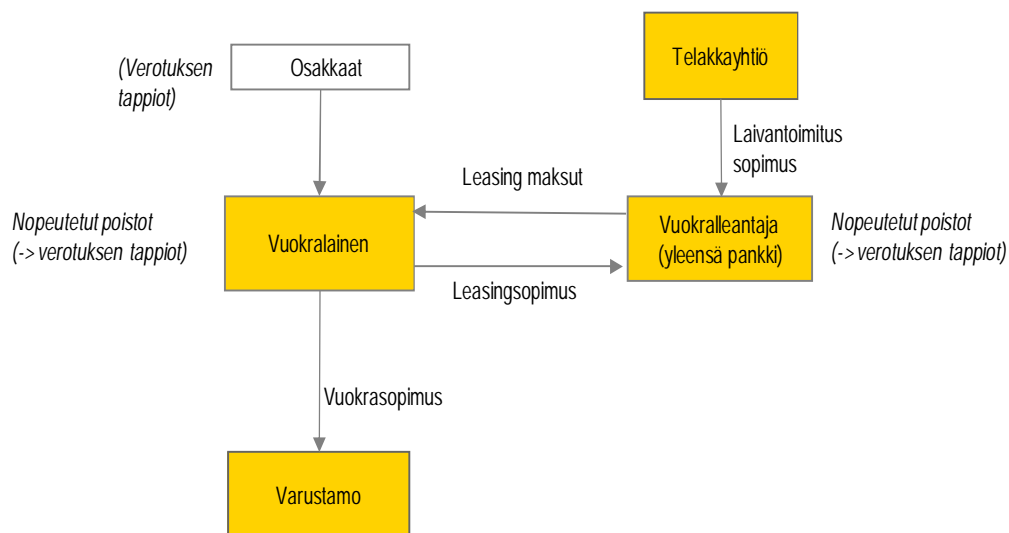 (Verotuksen
tappiot)
Osakkaat
Telakkayhtiö
Laivantoimitus
sopimus
Leasing maksut
Nopeutetut poistot
(-> verotuksen tappiot)
Vuokralainen
Vuokralleantaja
(yleensä pankki)
Nopeutetut poistot
(-> verotuksen tappiot)
Leasingsopimus
Vuokrasopimus
Varustamo